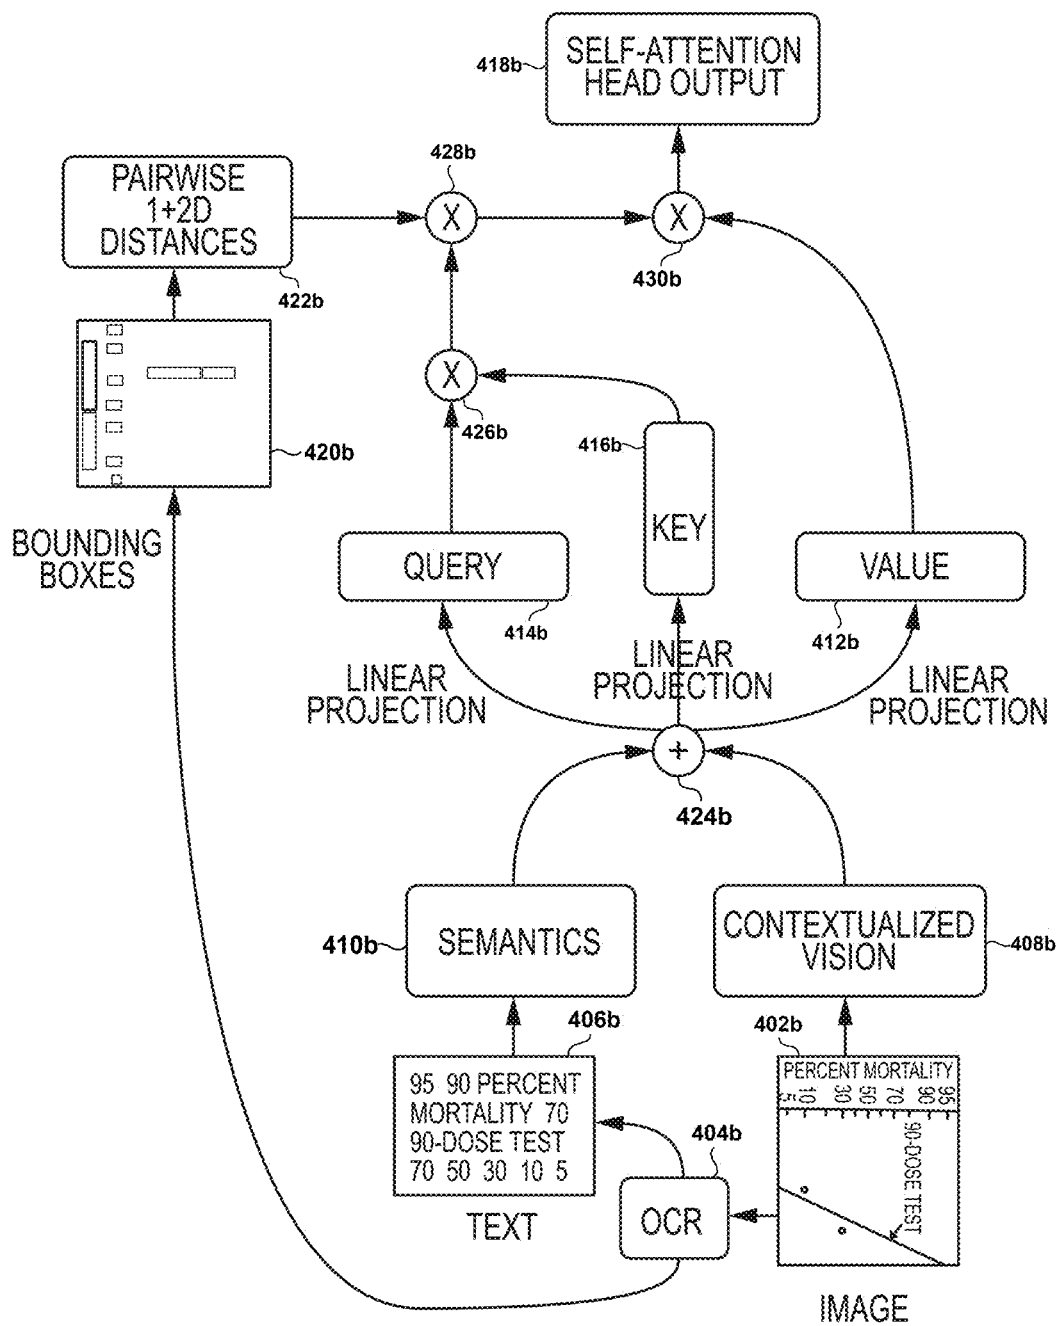 SELF-ATTENTION
HEAD OUTPUT
418b
428b
PAIRWISE
1+2D
DISTANCES
X
X
430b
422b
X
426b
416b
420b
BOUNDING
BOXES
QUERY
KEY
VALUE
414b
412b
LINEAR
PROJECTION
LINEAR
PROJECTION
LINEAR
PROJECTION
+
424b
410b
SEMANTICS
CONTEXTUALIZED
VISION
408b
406b
402b
95 90 PERCENT
MORTALITY 70
90-DOSE TEST
70 50 30 10 5
TEXT
404b
OCR
PERCENT MORTALITY
5 10 30 50 70 90 95
90-DOSE TEST
IMAGE